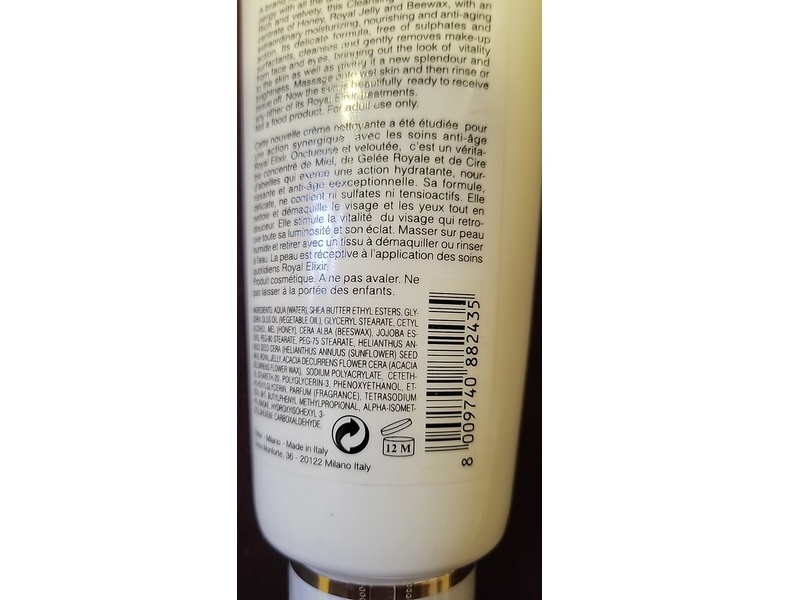 nergy with all the
Rich and velvety, this Cleansing
centrate of Honey, Royal Jelly and Beewax, with an
extraordinary moisturizing, nourishing and anti-aging
action. Its delicate formula, free of sulphates and
surfactants, cleanses and gently removes make-up
from face and eyes, bringing out the look of vitality
to the skin as well as giving it a new splendour and
brightness. Massage onto wet skin and then rinse or
tissue off. Now the skin is beautifully ready to receive
any other of its Royal Elixir treatments.
Not a food product. For adult use only.
Cette nouvelle crème nettoyante a été étudiée pour
une action synergique avec les soins anti-âge
Royal Elixir. Onctueuse et veloutée, c'est un vérita-
ble concentré de Miel, de Gelée Royale et de Cire
d'abeilles qui exerce une action hydratante, nour-
rissante et anti-âge eexceptionelle. Sa formule,
délicate, ne contient ni sulfates ni tensioactifs. Elle
nettoie et démaquille le visage et les yeux tout en
douceur. Elle stimule la vitalité du visage qui retro-
uve toute sa luminosité et son éclat. Masser sur peau
humide et retirer avec un tissu à démaquiller ou rinser
à l'eau. La peau est réceptive à l'application des soins
quotidiens Royal Elixir.
Produit cosmétique. A ne pas avaler. Ne
pas laisser à la portée des enfants.
INGREDIENTS: AQUA (WATER), SHEA BUTTER ETHYL ESTERS, GLY-
CERIN, OLUS OIL (VEGETABLE OIL), GLYCERYL STEARATE, CETYL
ALCOHOL, MEL (HONEY), CERA ALBA (BEESWAX), JOJOBA ES-
TERS, PEG-80 STEARATE, PEG-75 STEARATE, HELIANTHUS AN-
NUUS SEED CERA (HELIANTHUS ANNUUS (SUNFLOWER) SEED
WAX), ROYAL JELLY, ACACIA DECURRENS FLOWER CERA (ACACIA
DECURRENS FLOWER WAX), SODIUM POLYACRYLATE, CETETH-
20, STEARETH-20, POLYGLYCERIN-3, PHENOXYETHANOL, ET-
HYLHEXYLGLYCERIN, PARFUM (FRAGRANCE), TETRASODIUM
BHT, BUTYLPHENYL METHYLPROPIONAL, ALPHA-ISOMET-
HYL IONONE, HYDROXYISOHEXYL 3-
CYCLOHEXENE CARBOXALDEHYDE.
Milano - Made in Italy
36 - 20122 Milano Italy
12 M
8 009740 882435